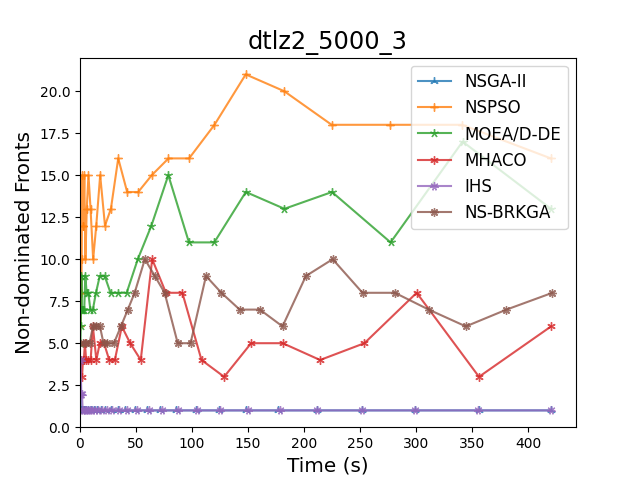 dtlz2_5000_3
Non-dominated Fronts
20.0
17.5
15.0
12.5
10.0
7.5
5.0
2.5
0.0
NSGA-II
NSPSO
MOEA/D-DE
MHACO
IHS
NS-BRKGA
0 50 100 150 200 250 300 350 400
Time (s)